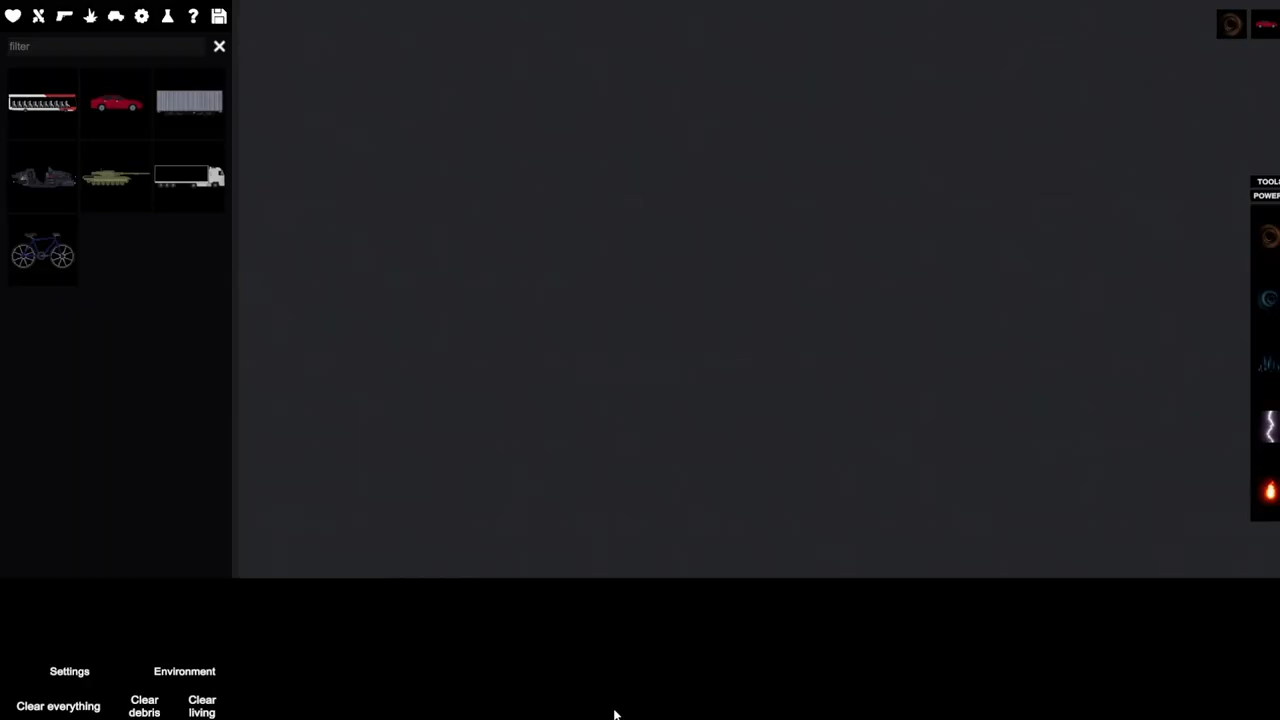 ?
filter
TOOLS
POWER
Settings
Environment
Clear everything
Clear
debris
Clear
living